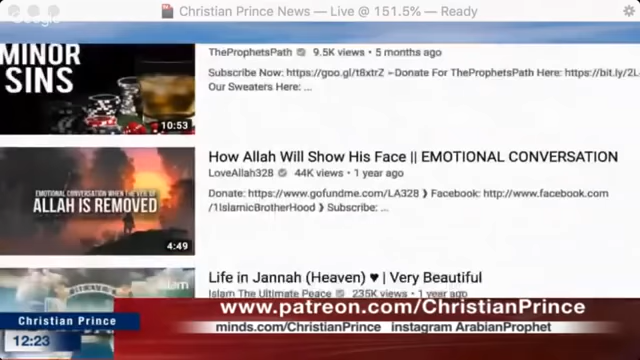 Christian Prince News — Live @ 151.5% — Ready
Google
MINOR
SINS
10:53
TheProphetsPath 9.5K views • 5 months ago
Subscribe Now: https://goo.gl/t8xtrZ ➢Donate For TheProphetsPath Here: https://bit.ly/2L
Our Sweaters Here: ...
How Allah Will Show His Face || EMOTIONAL CONVERSATION
LoveAllah328 44K views • 1 year ago
Donate: https://www.gofundme.com/LA328 ❩ Facebook: http://www.facebook.com
/1IslamicBrotherHood ❩ Subscribe: ...
EMOTIONAL CONVERSATION WHEN THE VEIL OF
ALLAH IS REMOVED
4:49
Life in Jannah (Heaven) ♥ | Very Beautiful
Islam The Ultimate Peace 235K views • 1 year ago
www.patreon.com/ChristianPrince
Christian Prince
minds.com/ChristianPrince instagram ArabianProphet
12:23